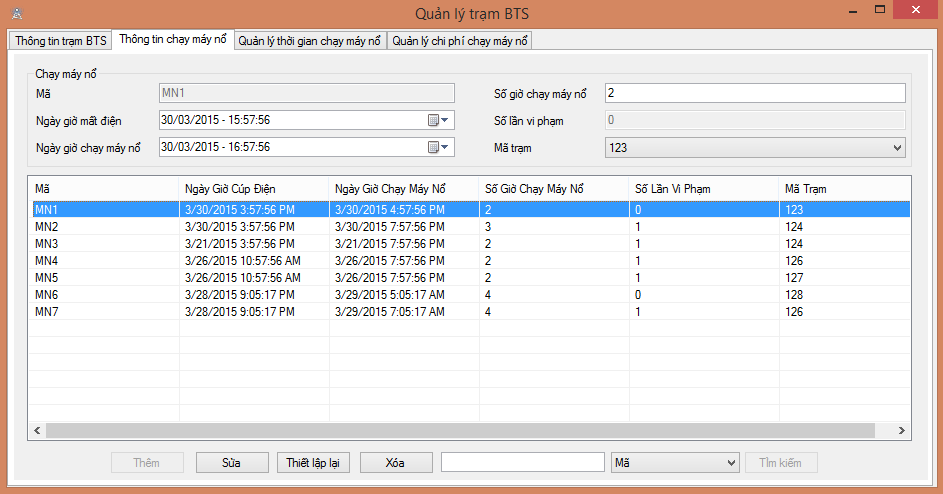 Quản lý trạm BTS
Thông tin trạm BTS Thông tin chạy máy nổ Quản lý thời gian chạy máy nổ Quản lý chi phí chạy máy nổ
Chạy máy nổ
Mã MN1 Số giờ chạy máy nổ 2
Ngày giờ mất điện 30/03/2015 - 15:57:56 Số lần vi phạm 0
Ngày giờ chạy máy nổ 30/03/2015 - 16:57:56 Mã trạm 123
Mã Ngày Giờ Cúp Điện Ngày Giờ Chạy Máy Nổ Số Giờ Chạy Máy Nổ Số Lần Vi Phạm Mã Trạm
MN1 3/30/2015 3:57:56 PM 3/30/2015 4:57:56 PM 2 0 123
MN2 3/30/2015 3:57:56 PM 3/30/2015 7:57:56 PM 3 1 124
MN3 3/21/2015 3:57:56 PM 3/21/2015 7:57:56 PM 2 1 124
MN4 3/26/2015 10:57:56 AM 3/26/2015 7:57:56 PM 2 1 126
MN5 3/26/2015 10:57:56 AM 3/26/2015 7:57:56 PM 2 1 127
MN6 3/28/2015 9:05:17 PM 3/29/2015 5:05:17 AM 4 0 128
MN7 3/28/2015 9:05:17 PM 3/29/2015 7:05:17 AM 4 1 126
Thêm Sửa Thiết lập lại Xóa Mã Tìm kiếm